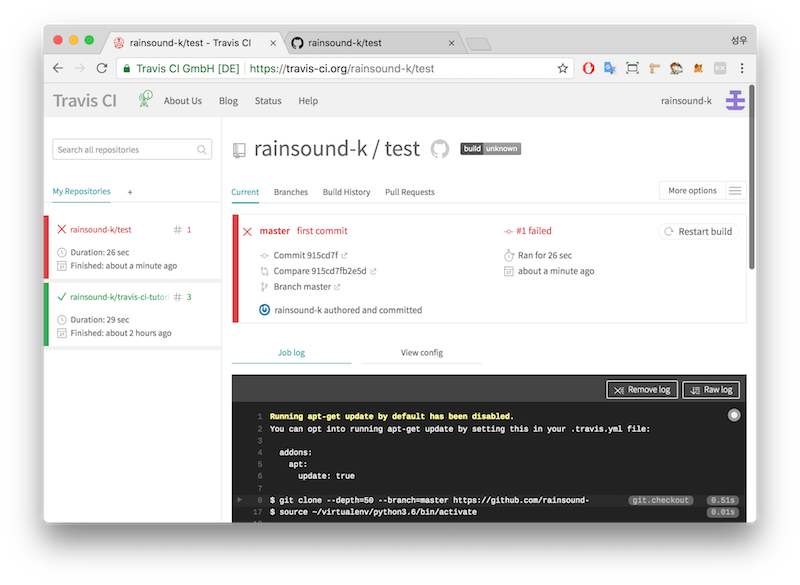 rainsound-k/test - Travis CI
rainsound-k/test
성우
Travis CI GmbH [DE] https://travis-ci.org/rainsound-k/test
Travis CI
About Us
Blog
Status
Help
rainsound-k
Search all repositories
My Repositories +
rainsound-k/test # 1
Duration: 26 sec
Finished: about a minute ago
rainsound-k/travis-ci-tutori # 3
Duration: 29 sec
Finished: about 2 hours ago
rainsound-k / test
build unknown
Current
Branches
Build History
Pull Requests
More options
master first commit
Commit 915cd7f
Compare 915cd7fb2e5d
Branch master
rainsound-k authored and committed
#1 failed
Ran for 26 sec
about a minute ago
Restart build
Job log
View config
Remove log
Raw log
1 Running apt-get update by default has been disabled.
2 You can opt into running apt-get update by setting this in your .travis.yml file:
3
4 addons:
5 apt:
6 update: true
7
8 $ git clone --depth=50 --branch=master https://github.com/rainsound- git.checkout 0.51s
17 $ source ~/virtualenv/python3.6/bin/activate 0.01s